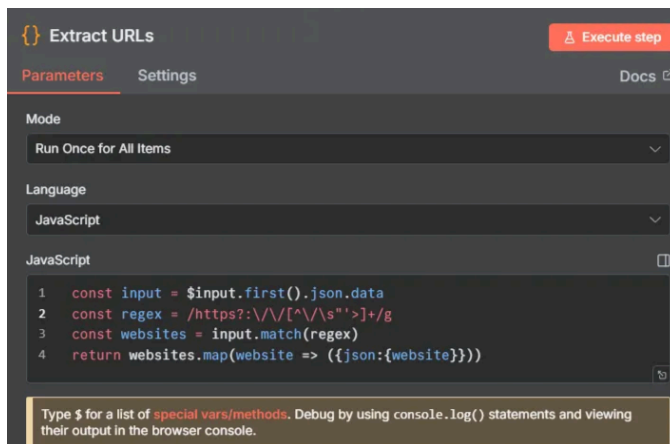 {} Extract URLs
Execute step
Parameters Settings Docs
Mode
Run Once for All Items
Language
JavaScript
JavaScript
1 const input = $input.first().json.data
2 const regex = /https?:\/\/[^\/\s"'>]+/g
3 const websites = input.match(regex)
4 return websites.map(website => ({json:{website}}))
Type $ for a list of special vars/methods. Debug by using console.log() statements and viewing
their output in the browser console.